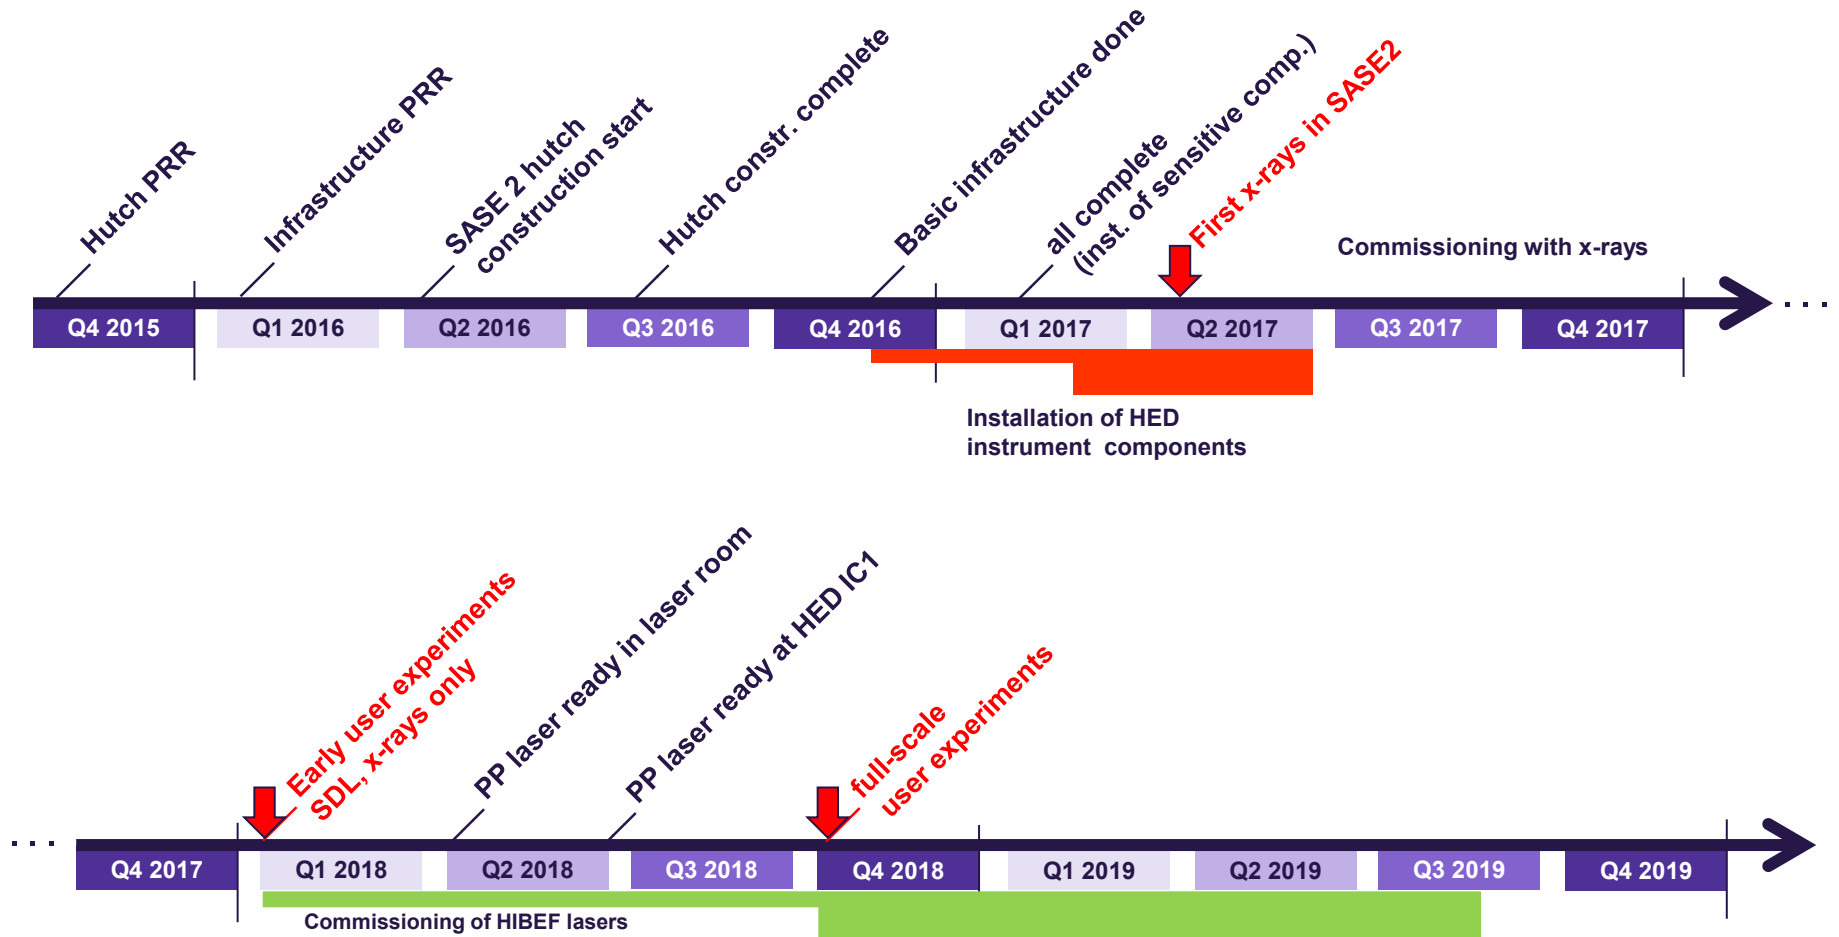 Hutch PRR
Infrastructure PRR
SASE 2 hutch
construction start
Hutch constr. complete
Basic infrastructure done
all complete
(inst. of sensitive comp.)
First x-rays in SASE2
Commissioning with x-rays
. . .
Q4 2015
Q1 2016
Q2 2016
Q3 2016
Q4 2016
Q1 2017
Q2 2017
Q3 2017
Q4 2017
Installation of HED
instrument components
Early user experiments
SDL, x-rays only
PP laser ready in laser room
PP laser ready at HED IC1
full-scale
user experiments
. . .
Q4 2017
Q1 2018
Q2 2018
Q3 2018
Q4 2018
Q1 2019
Q2 2019
Q3 2019
Q4 2019
Commissioning of HIBEF lasers